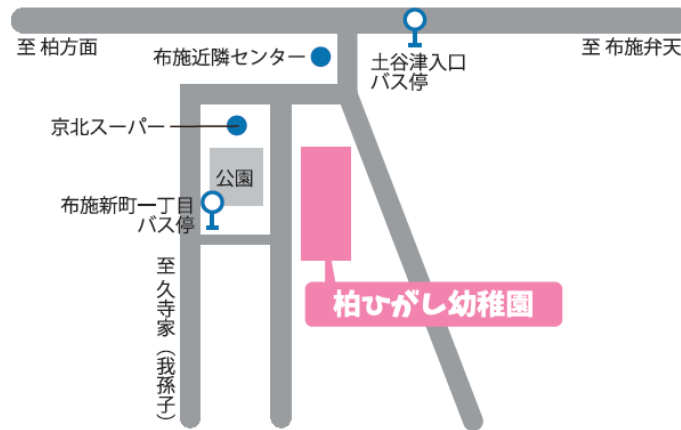 至 柏方面
布施近隣センター
土谷津入口
バス停
至 布施弁天
京北スーパー
公園
布施新町一丁目
バス停
柏ひがし幼稚園
至 久寺家（我孫子）